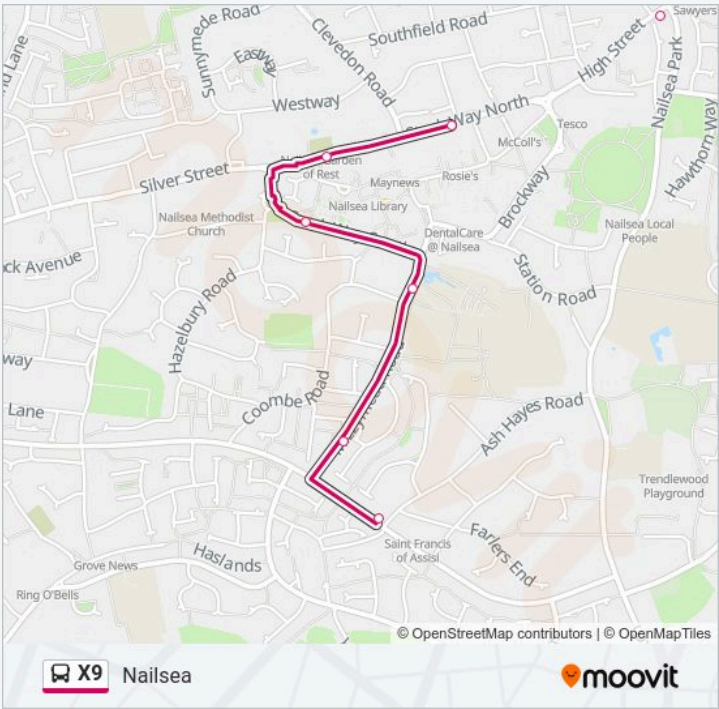 Sunnymede Road
Clevedon Road
Southfield Road
Sawyers
High Street
Nailsea Park
Eastway
Westway
Way North
Tesco
McColl's
Hawthorn Way
Silver Street
of Rest
Maynews
Rosie's
Brockway
Nailsea Library
Nailsea Methodist
Church
DentalCare
@ Nailsea
Nailsea Local
People
ck Avenue
Station Road
Hazelbury Road
way
Lane
Coombe Road
Ash Hayes Road
Trendlewood
Playground
Saint Francis
of Assisi
Farlers End
Haslands
Grove News
Ring O'Bells
© OpenStreetMap contributors | © OpenMapTiles
X9 Nailsea
moovit